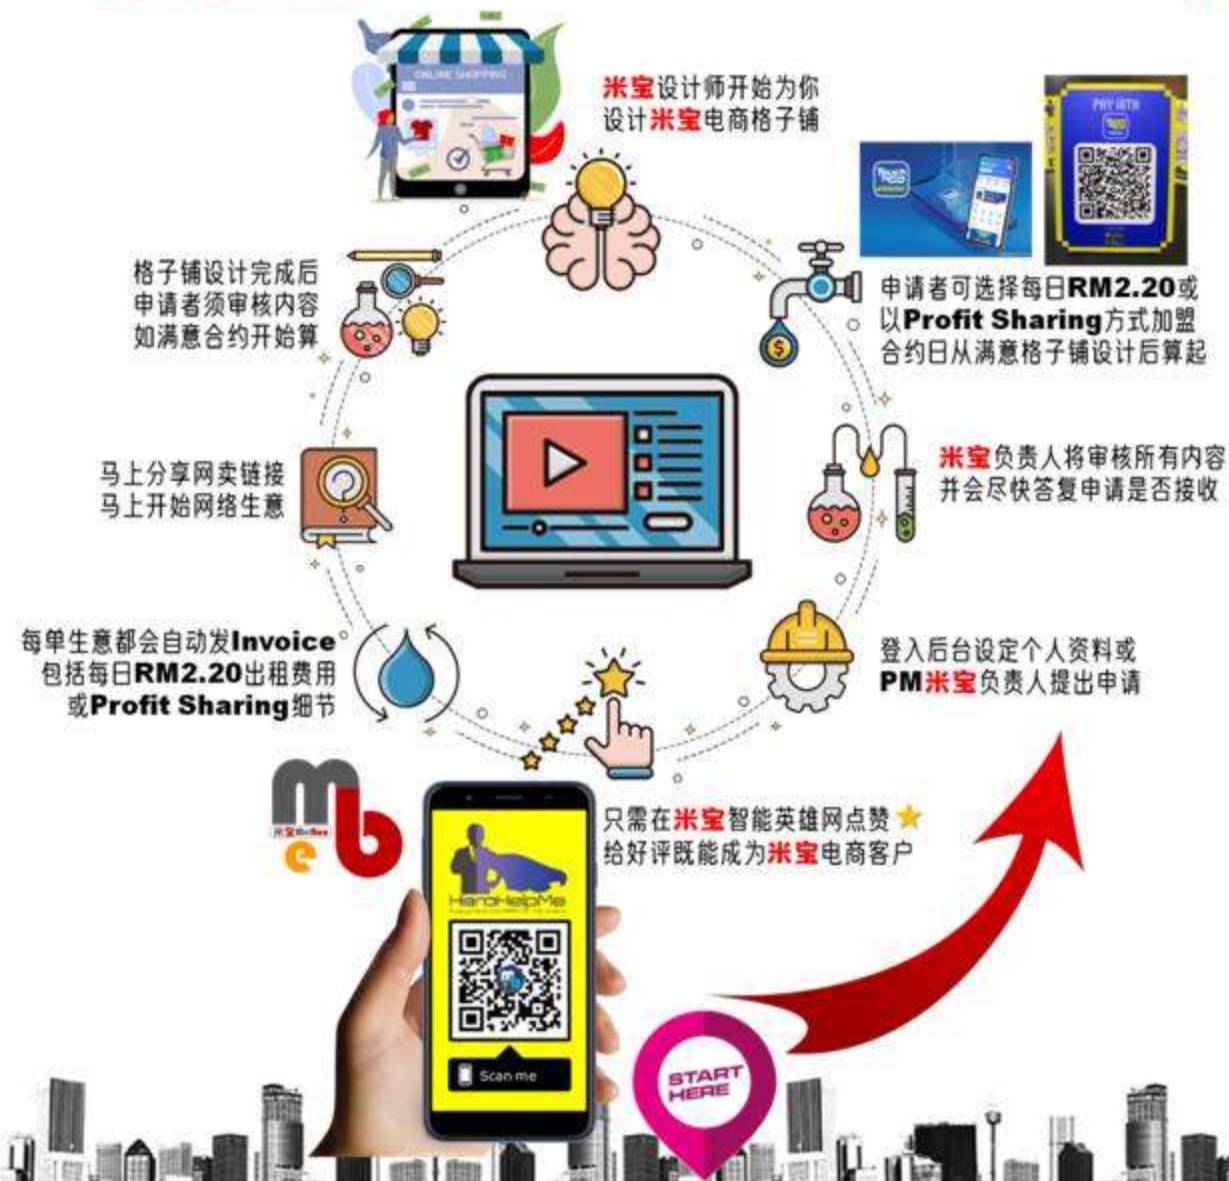 ONLINE SHOPPING
米宝设计师开始为你
设计米宝电商格子铺
PAY WITH
Touch
'n GO
申请者可选择每日RM2.20或
以Profit Sharing方式加盟
合约日从满意格子铺设计后算起
格子铺设计完成后
申请者须审核内容
如满意合约开始算
马上分享网卖链接
马上开始网络生意
米宝负责人将审核所有内容
并会尽快答复申请是否接收
每单生意都会自动发Invoice
包括每日RM2.20出租费用
或Profit Sharing细节
登入后台设定个人资料或
PM米宝负责人提出申请
只需在米宝智能英雄网点赞
给好评既能成为米宝电商客户
meb
米宝MeBox
HeroHelpMe
Scan me
START
HERE